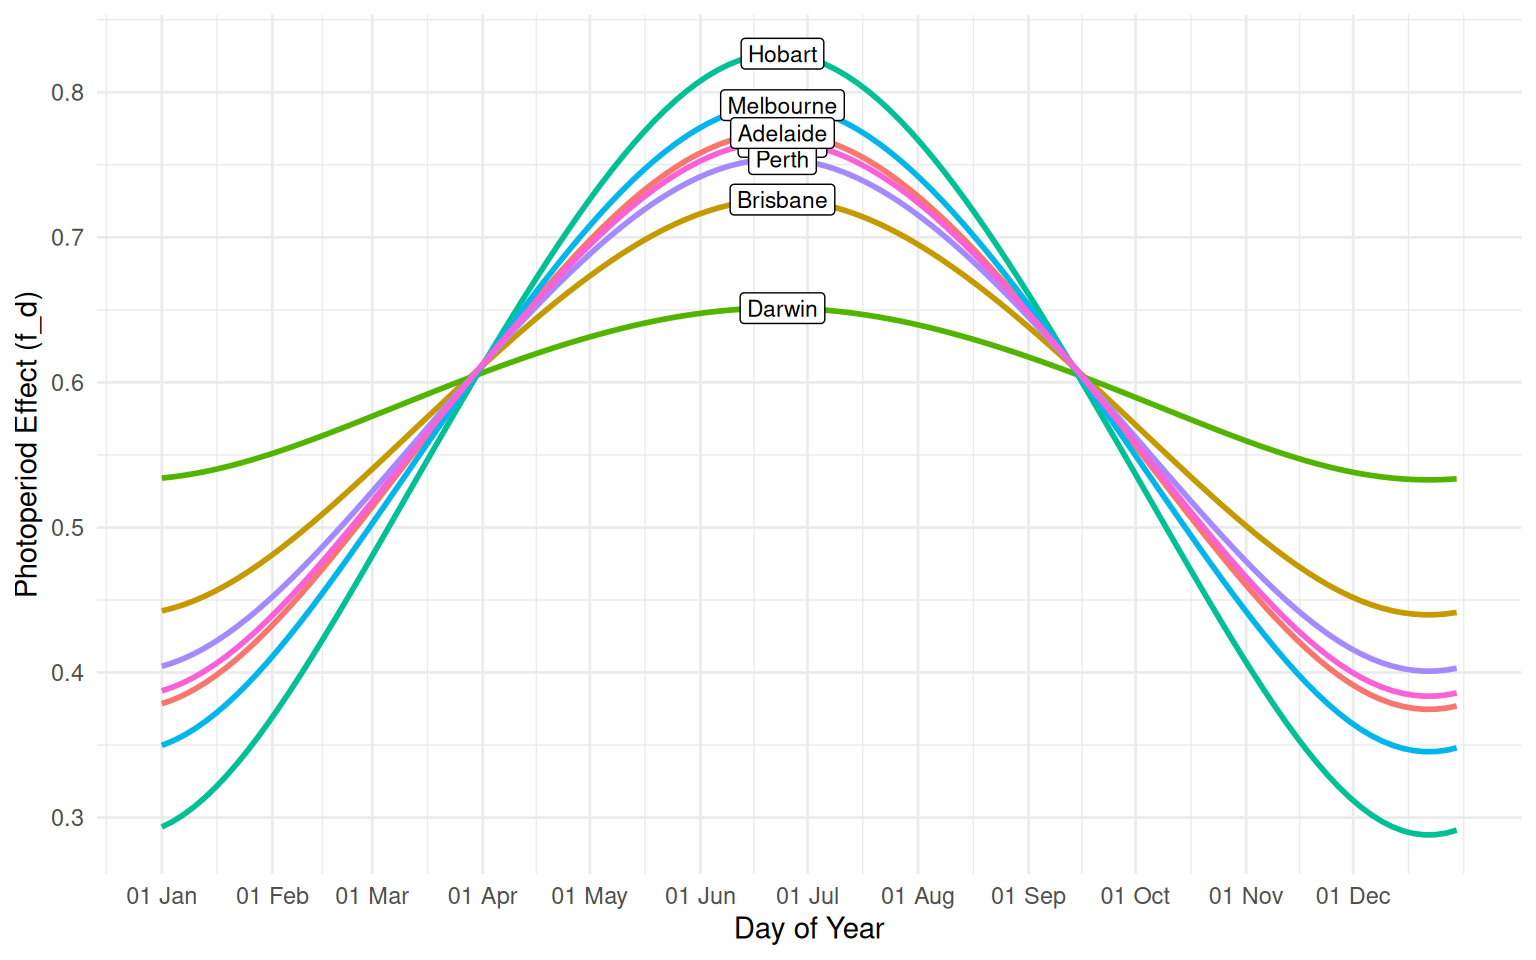 Hobart
Melbourne
Adelaide
Perth
Brisbane
Darwin
0.8
0.7
0.6
0.5
0.4
0.3
Photoperiod Effect (f_d)
01 Jan 01 Feb 01 Mar 01 Apr 01 May 01 Jun 01 Jul 01 Aug 01 Sep 01 Oct 01 Nov 01 Dec
Day of Year